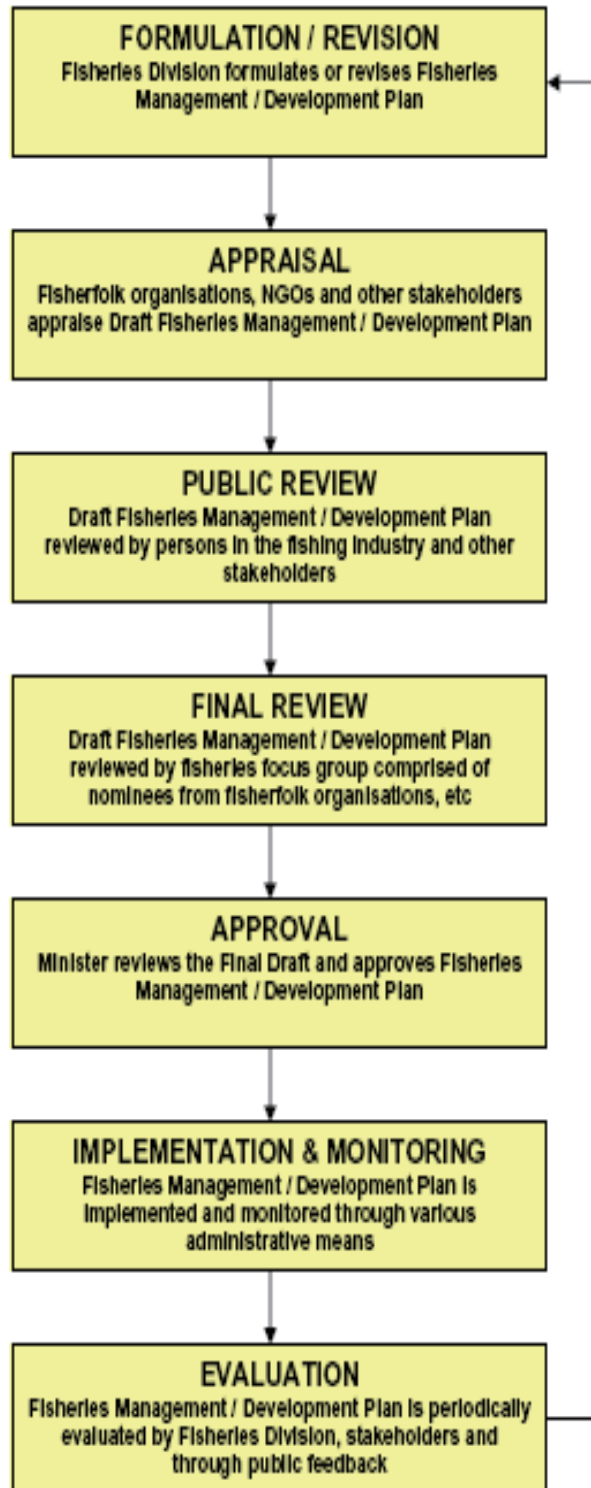 FORMULATION / REVISION
Fisheries Division formulates or revises Fisheries
Management / Development Plan
APPRAISAL
Fisherfolk organisations, NGOs and other stakeholders
appraise Draft Fisheries Management / Development Plan
PUBLIC REVIEW
Draft Fisheries Management / Development Plan
reviewed by persons in the fishing industry and other
stakeholders
FINAL REVIEW
Draft Fisheries Management / Development Plan
reviewed by fisheries focus group comprised of
nominees from fisherfolk organisations, etc
APPROVAL
Minister reviews the Final Draft and approves Fisheries
Management / Development Plan
IMPLEMENTATION & MONITORING
Fisheries Management / Development Plan is
implemented and monitored through various
administrative means
EVALUATION
Fisheries Management / Development Plan is periodically
evaluated by Fisheries Division, stakeholders and
through public feedback